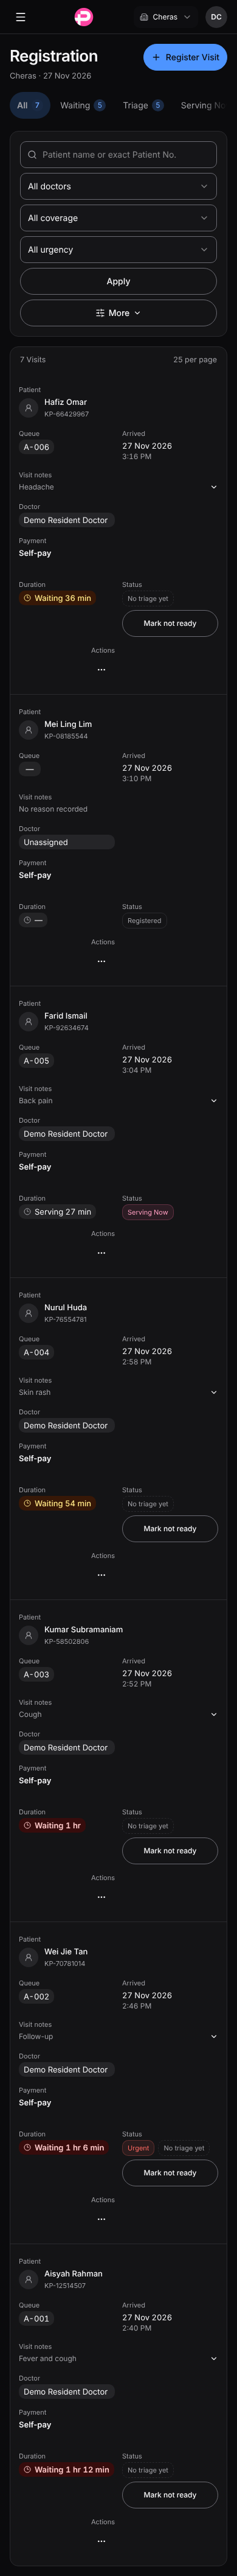 Cheras
DC
Registration
Cheras · 27 Nov 2026
Register Visit
All 7
Waiting 5
Triage 5
Serving No
Patient name or exact Patient No.
All doctors
All coverage
All urgency
Apply
More
7 Visits
25 per page
Patient
Hafiz Omar
KP-66429967
Queue
Arrived
A-006
27 Nov 2026
3:16 PM
Visit notes
Headache
Doctor
Demo Resident Doctor
Payment
Self-pay
Duration
Status
Waiting 36 min
No triage yet
Mark not ready
Actions
Patient
Mei Ling Lim
KP-08185544
Queue
Arrived
—
27 Nov 2026
3:10 PM
Visit notes
No reason recorded
Doctor
Unassigned
Payment
Self-pay
Duration
Status
—
Registered
Actions
Patient
Farid Ismail
KP-92634674
Queue
Arrived
A-005
27 Nov 2026
3:04 PM
Visit notes
Back pain
Doctor
Demo Resident Doctor
Payment
Self-pay
Duration
Status
Serving 27 min
Serving Now
Actions
Patient
Nurul Huda
KP-76554781
Queue
Arrived
A-004
27 Nov 2026
2:58 PM
Visit notes
Skin rash
Doctor
Demo Resident Doctor
Payment
Self-pay
Duration
Status
Waiting 54 min
No triage yet
Mark not ready
Actions
Patient
Kumar Subramaniam
KP-58502806
Queue
Arrived
A-003
27 Nov 2026
2:52 PM
Visit notes
Cough
Doctor
Demo Resident Doctor
Payment
Self-pay
Duration
Status
Waiting 1 hr
No triage yet
Mark not ready
Actions
Patient
Wei Jie Tan
KP-70781014
Queue
Arrived
A-002
27 Nov 2026
2:46 PM
Visit notes
Follow-up
Doctor
Demo Resident Doctor
Payment
Self-pay
Duration
Status
Waiting 1 hr 6 min
Urgent
No triage yet
Mark not ready
Actions
Patient
Aisyah Rahman
KP-12514507
Queue
Arrived
A-001
27 Nov 2026
2:40 PM
Visit notes
Fever and cough
Doctor
Demo Resident Doctor
Payment
Self-pay
Duration
Status
Waiting 1 hr 12 min
No triage yet
Mark not ready
Actions